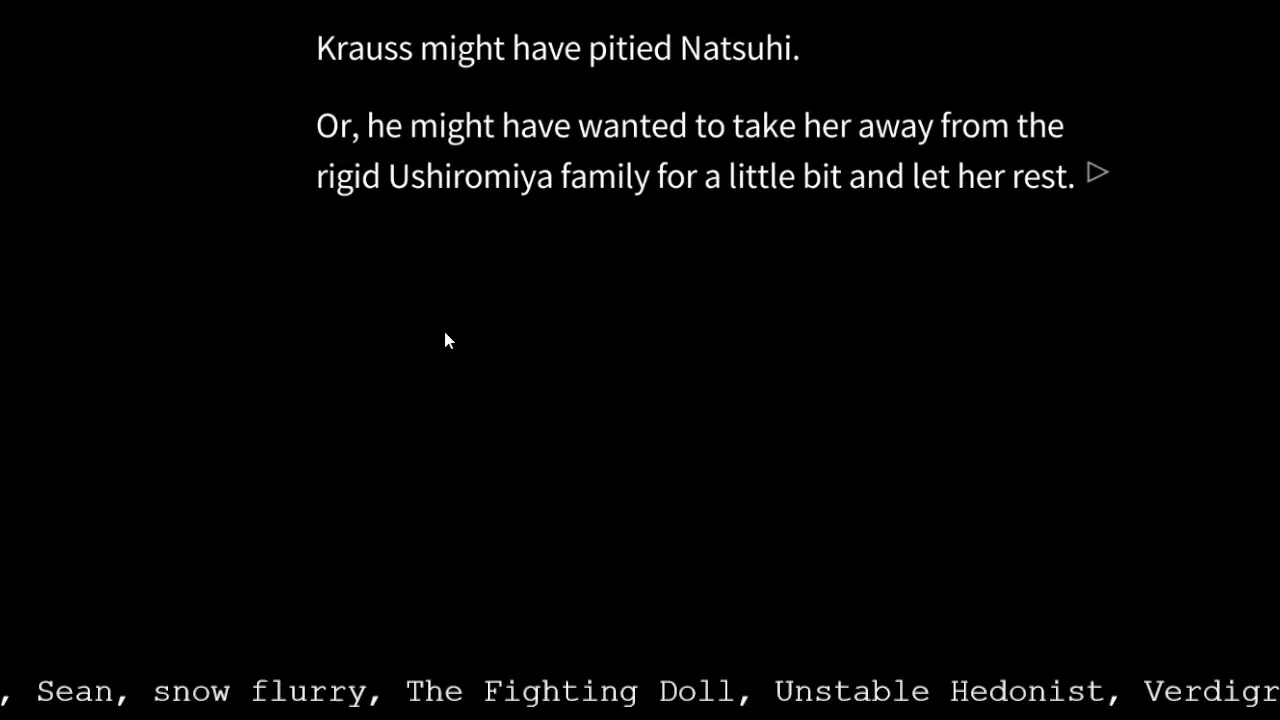 Krauss might have pitied Natsuhi.
Or, he might have wanted to take her away from the
rigid Ushiromiya family for a little bit and let her rest.
, Sean, snow flurry, The Fighting Doll, Unstable Hedonist, Verdigr